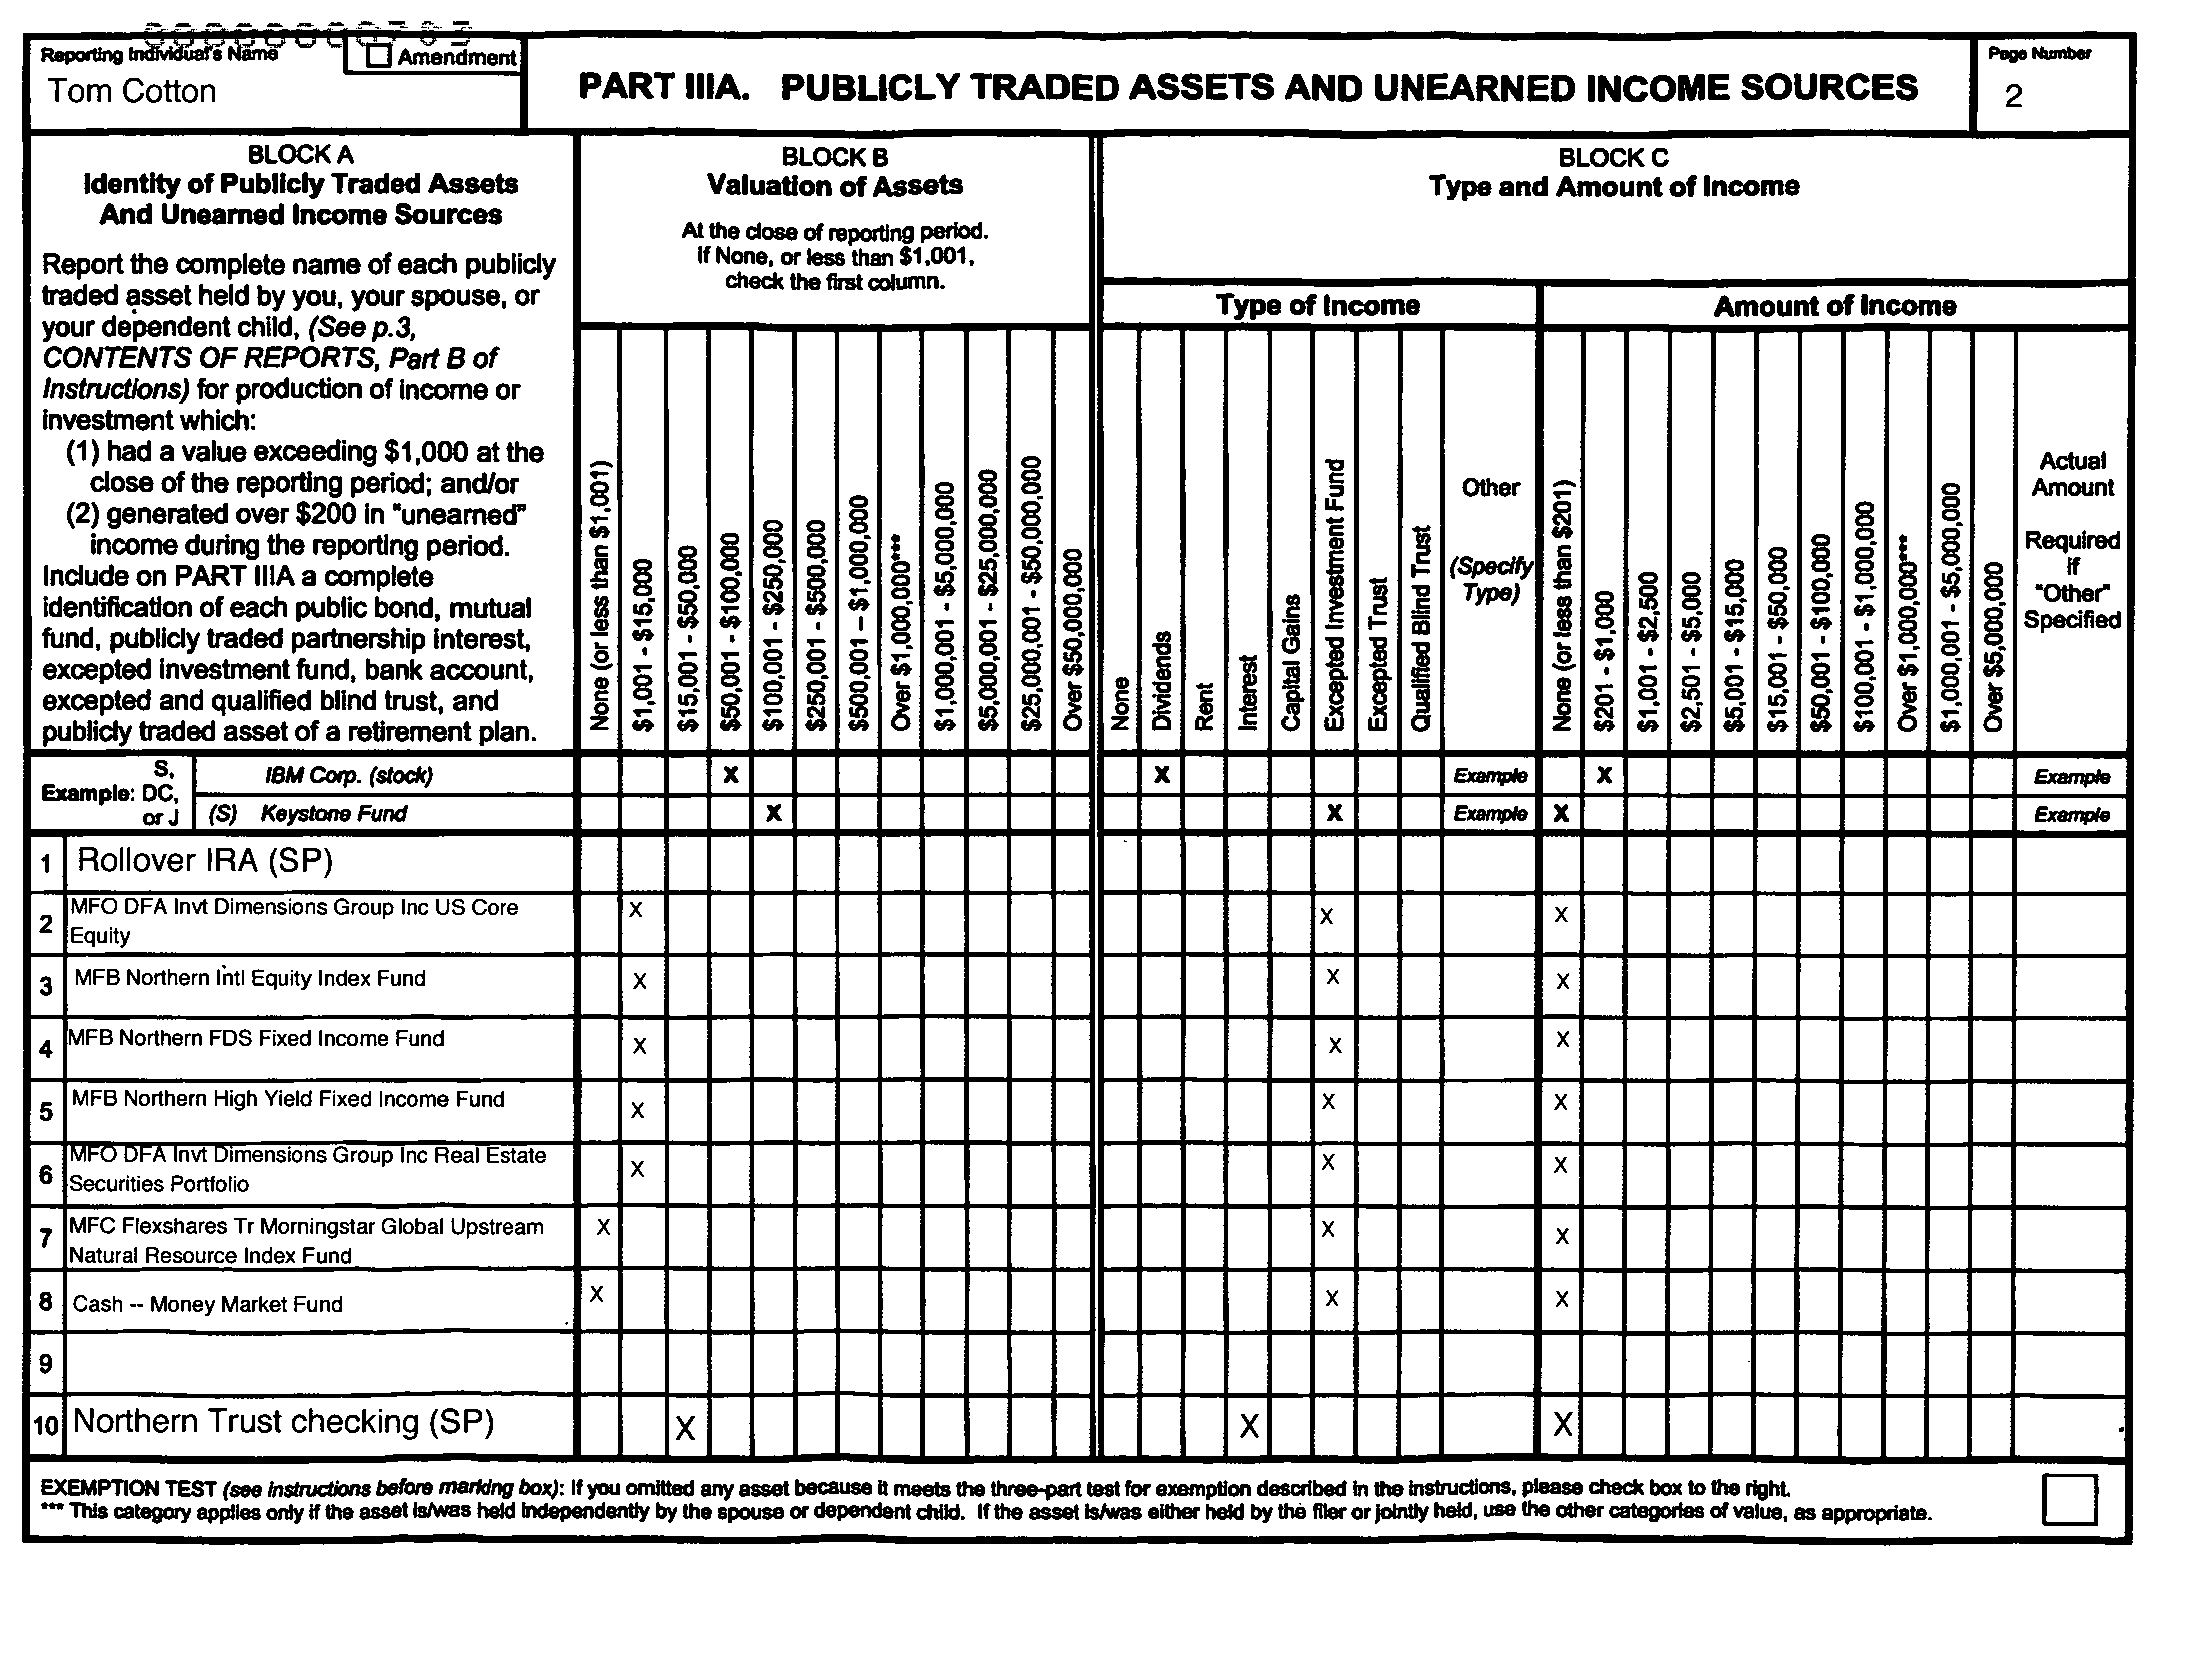 Reporting Individual's Name
Amendment
Tom Cotton
PART IIIA. PUBLICLY TRADED ASSETS AND UNEARNED INCOME SOURCES
Page Number
2
BLOCK A
Identity of Publicly Traded Assets
And Unearned Income Sources
Report the complete name of each publicly
traded asset held by you, your spouse, or
your dependent child, (See p.3,
CONTENTS OF REPORTS, Part B of
Instructions) for production of income or
investment which:
(1) had a value exceeding $1,000 at the
close of the reporting period; and/or
(2) generated over $200 in "unearned"
income during the reporting period.
Include on PART IIIA a complete
identification of each public bond, mutual
fund, publicly traded partnership interest,
excepted investment fund, bank account,
excepted and qualified blind trust, and
publicly traded asset of a retirement plan.
BLOCK B
Valuation of Assets
At the close of reporting period.
If None, or less than $1,001,
check the first column.
None (or less than $1,001)
$1,001 - $15,000
$15,001 - $50,000
$50,001 - $100,000
$100,001 - $250,000
$250,001 - $500,000
$500,001 – $1,000,000
Over $1,000,000***
$1,000,001 - $5,000,000
$5,000,001 - $25,000,000
$25,000,001 - $50,000,000
Over $50,000,000
BLOCK C
Type and Amount of Income
Type of Income
None
Dividends
Rent
Interest
Capital Gains
Excepted Investment Fund
Excepted Trust
Qualified Blind Trust
Other
(Specify
Type)
Amount of Income
None (or less than $201)
$201 - $1,000
$1,001 - $2,500
$2,501 - $5,000
$5,001 - $15,000
$15,001 - $50,000
$50,001 - $100,000
$100,001 - $1,000,000
Over $1,000,000***
$1,000,001 - $5,000,000
Over $5,000,000
Actual
Amount
Required
if
"Other"
Specified
Example:
S,
DC,
or J
IBM Corp. (stock) X X Example X Example
(S) Keystone Fund X X Example X Example
1 Rollover IRA (SP)
2 MFO DFA Invt Dimensions Group Inc US Core
Equity X X X
3 MFB Northern Intl Equity Index Fund X X X
4 MFB Northern FDS Fixed Income Fund X X X
5 MFB Northern High Yield Fixed Income Fund X X X
6 MFO DFA Invt Dimensions Group Inc Real Estate
Securities Portfolio X X X
7 MFC Flexshares Tr Morningstar Global Upstream
Natural Resource Index Fund X X X
8 Cash -- Money Market Fund X X X
9
10 Northern Trust checking (SP) X X X
EXEMPTION TEST (see instructions before marking box): If you omitted any asset because it meets the three-part test for exemption described in the instructions, please check box to the right.
*** This category applies only if the asset is/was held independently by the spouse or dependent child. If the asset is/was either held by the filer or jointly held, use the other categories of value, as appropriate.